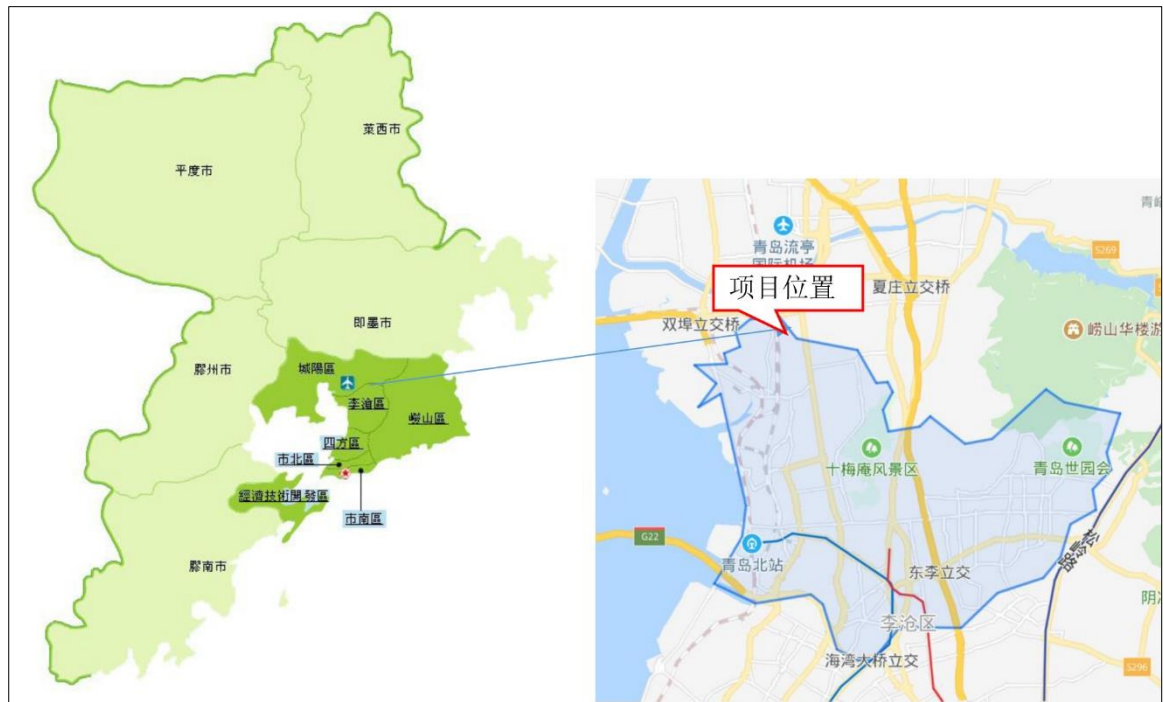 萊西市
平度市
即墨市
城陽區
膠州市
李滄區
嶗山區
四方區
市北區
經濟技術開發區
市南區
膠南市
青岛流亭
国际机场
S269
项目位置
夏庄立交桥
双埠立交桥
崂山华楼游
十梅庵风景区
青岛世园会
G22
青岛北站
东李立交
松岭路
李沧区
海湾大桥立交
S296